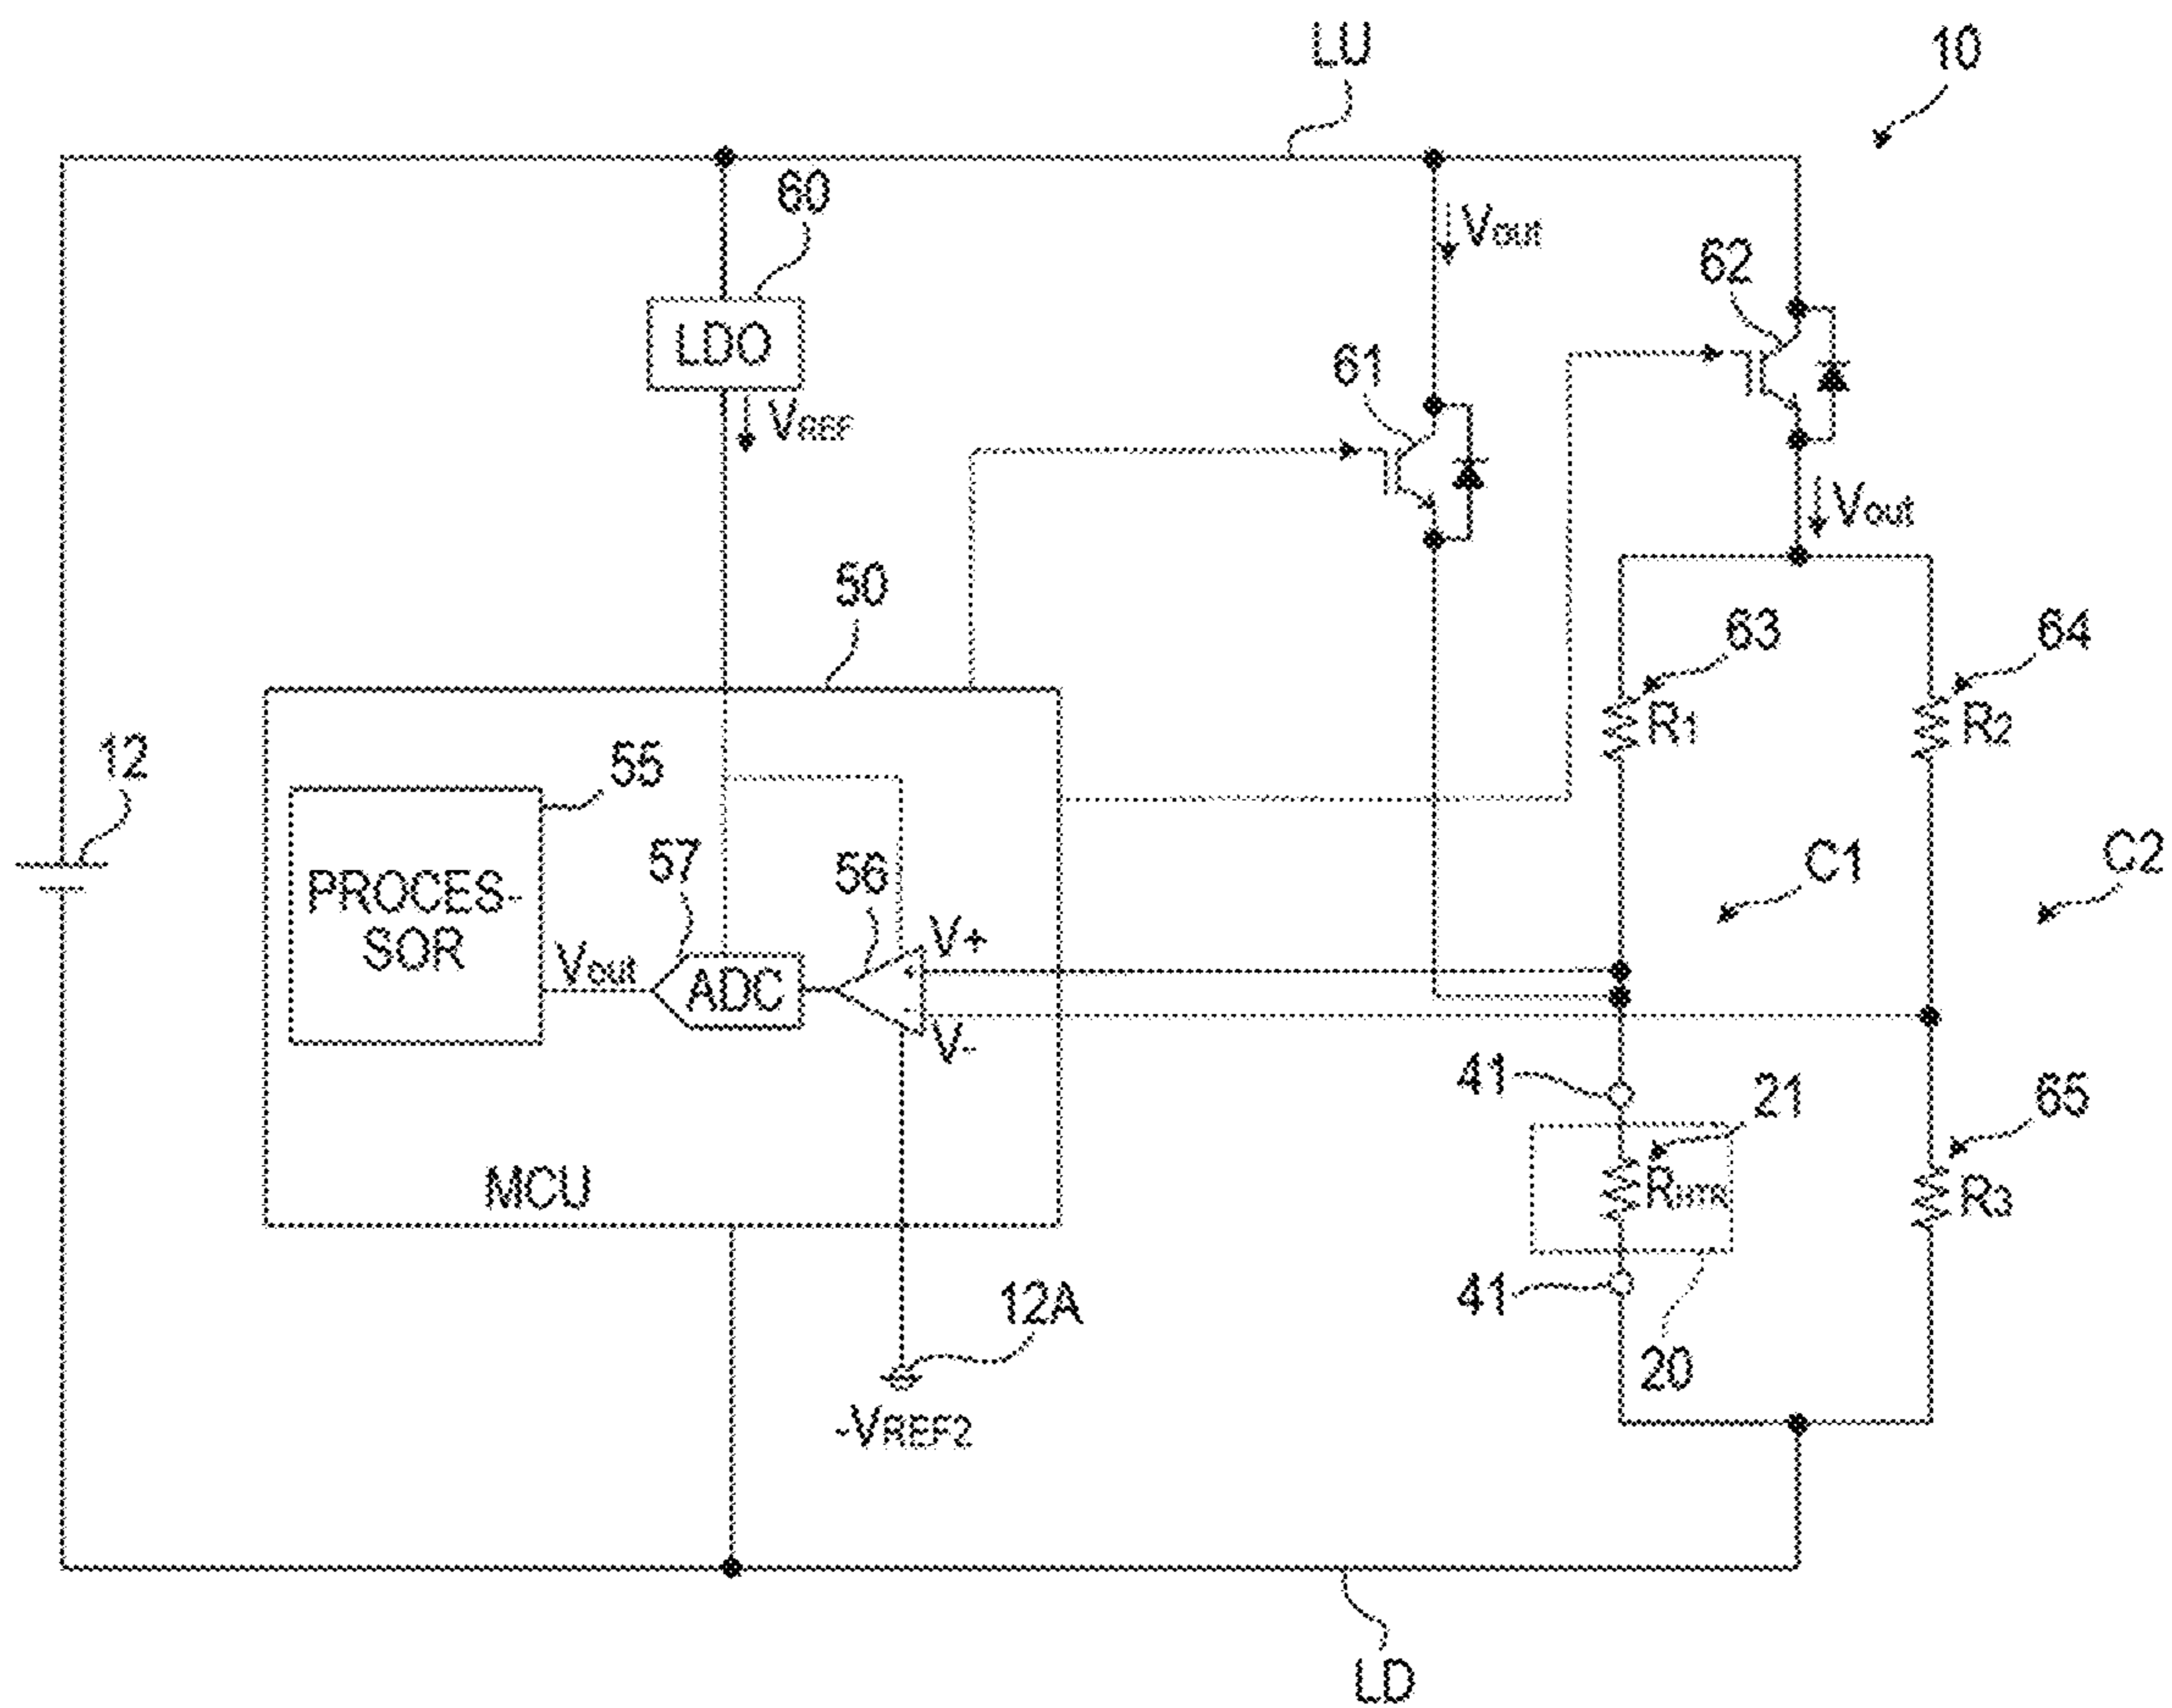 LU
10
60
Vout
62
LDO
61
VREF
Vout
50
63
64
R1
R2
12
55
57
56
C1
C2
PROCES-
SOR
V+
Vout
ADC
V-
41
21
65
MCU
RHTR
R3
41
12A
20
-VREF2
LD